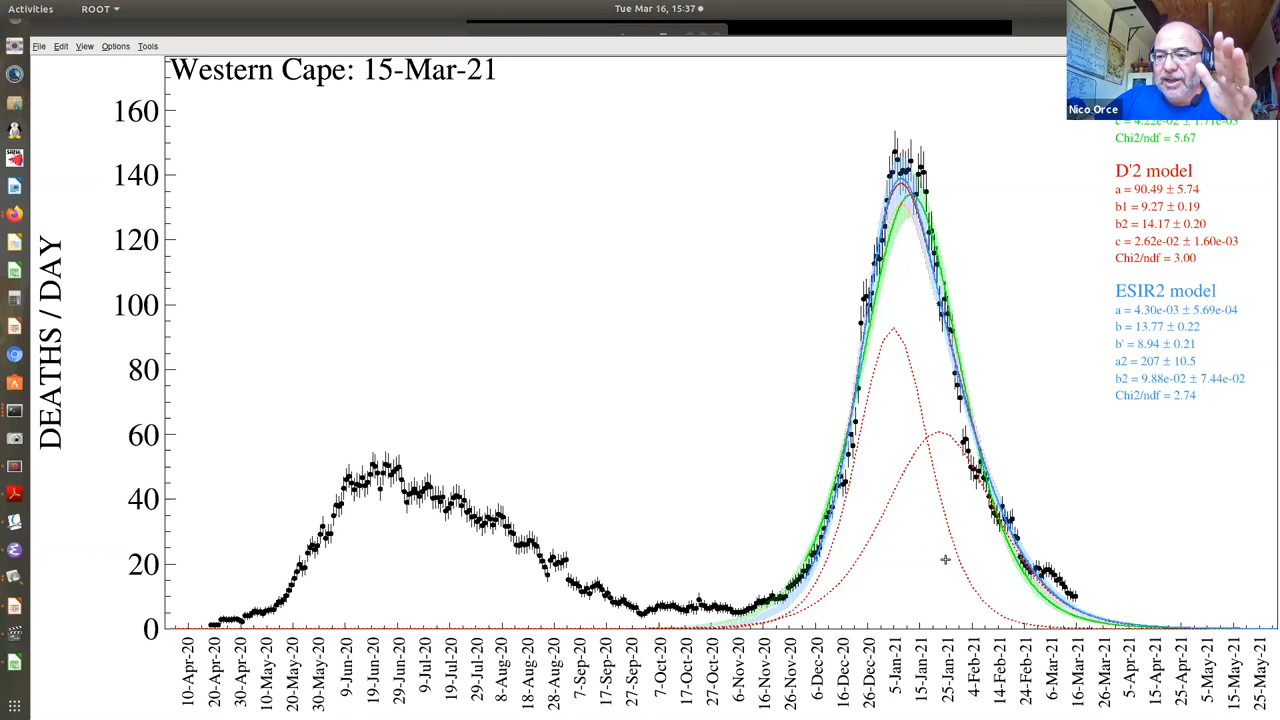 Activities ROOT Tue Mar 16, 15:37
File Edit View Options Tools
Western Cape: 15-Mar-21
Nico Orce
DEATHS / DAY
160
140
120
100
80
60
40
20
0
c = 4.22e-02 ± 1.71e-03
Chi2/ndf = 5.67
D'2 model
a = 90.49 ± 5.74
b1 = 9.27 ± 0.19
b2 = 14.17 ± 0.20
c = 2.62e-02 ± 1.60e-03
Chi2/ndf = 3.00
ESIR2 model
a = 4.30e-03 ± 5.69e-04
b = 13.77 ± 0.22
b' = 8.94 ± 0.21
a2 = 207 ± 10.5
b2 = 9.88e-02 ± 7.44e-02
Chi2/ndf = 2.74
10-Apr-20
20-Apr-20
30-Apr-20
10-May-20
20-May-20
30-May-20
9-Jun-20
19-Jun-20
29-Jun-20
9-Jul-20
19-Jul-20
29-Jul-20
8-Aug-20
18-Aug-20
28-Aug-20
7-Sep-20
17-Sep-20
27-Sep-20
7-Oct-20
17-Oct-20
27-Oct-20
6-Nov-20
16-Nov-20
26-Nov-20
6-Dec-20
16-Dec-20
26-Dec-20
5-Jan-21
15-Jan-21
25-Jan-21
4-Feb-21
14-Feb-21
24-Feb-21
6-Mar-21
16-Mar-21
26-Mar-21
5-Apr-21
15-Apr-21
25-Apr-21
5-May-21
15-May-21
25-May-21